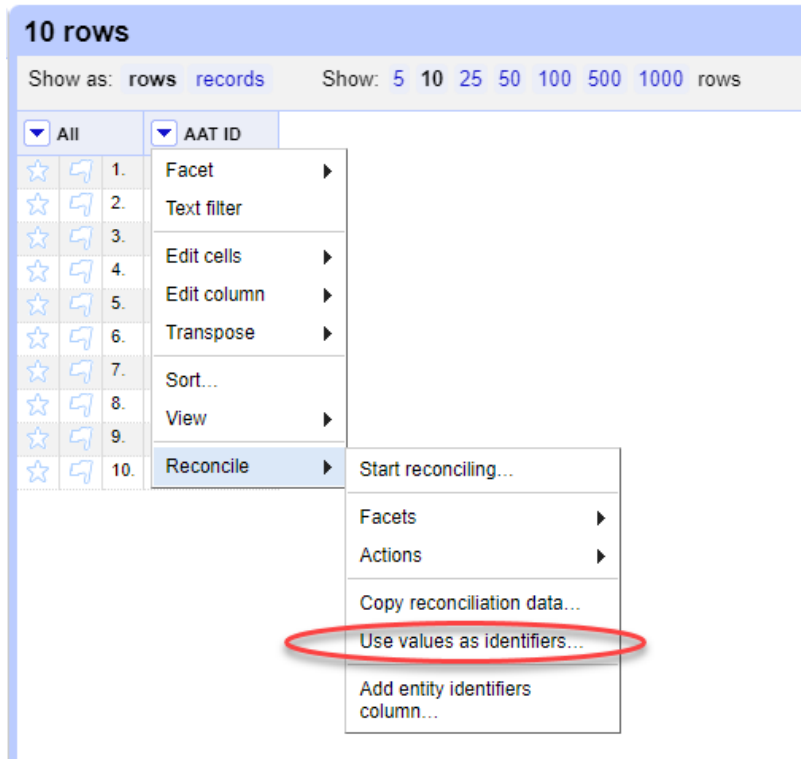 10 rows
Show as: rows records Show: 5 10 25 50 100 500 1000 rows
All AAT ID
1. Facet
2. Text filter
3.
4. Edit cells
5. Edit column
6. Transpose
7. Sort...
8. View
9.
10. Reconcile
Start reconciling...
Facets
Actions
Copy reconciliation data...
Use values as identifiers...
Add entity identifiers
column...